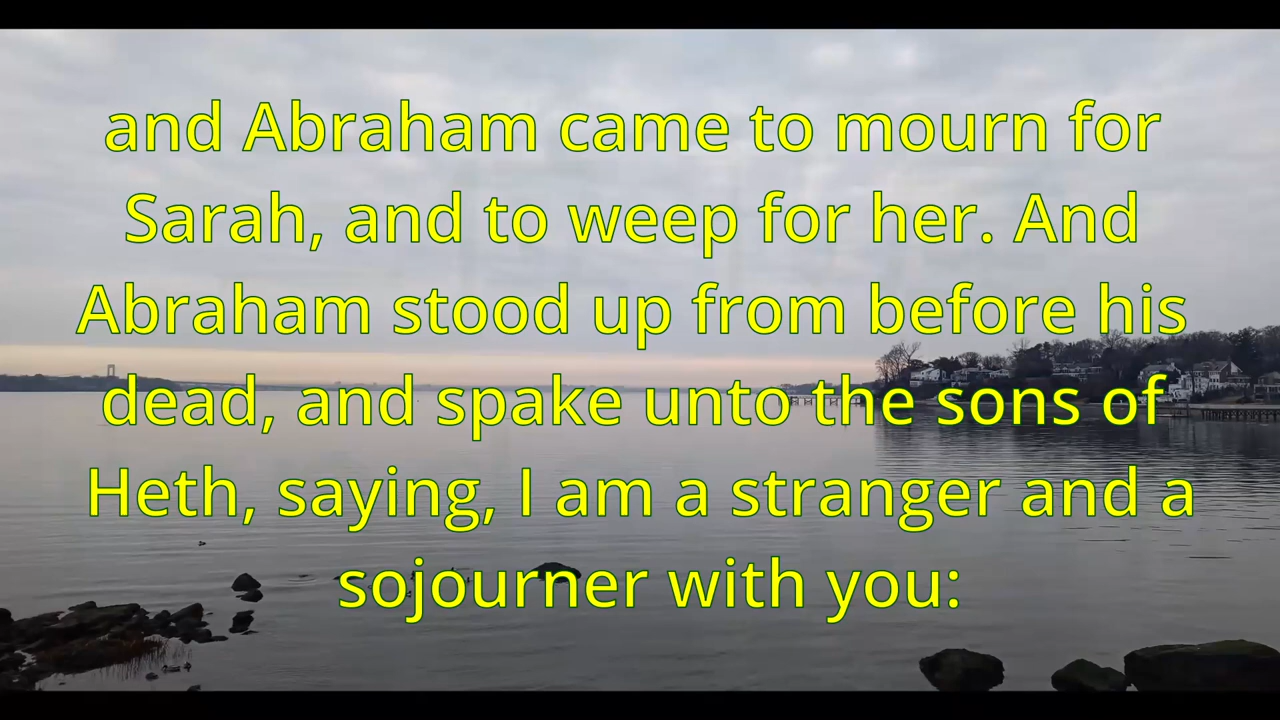 and Abraham came to mourn for
Sarah, and to weep for her. And
Abraham stood up from before his
dead, and spake unto the sons of
Heth, saying, I am a stranger and a
sojourner with you: